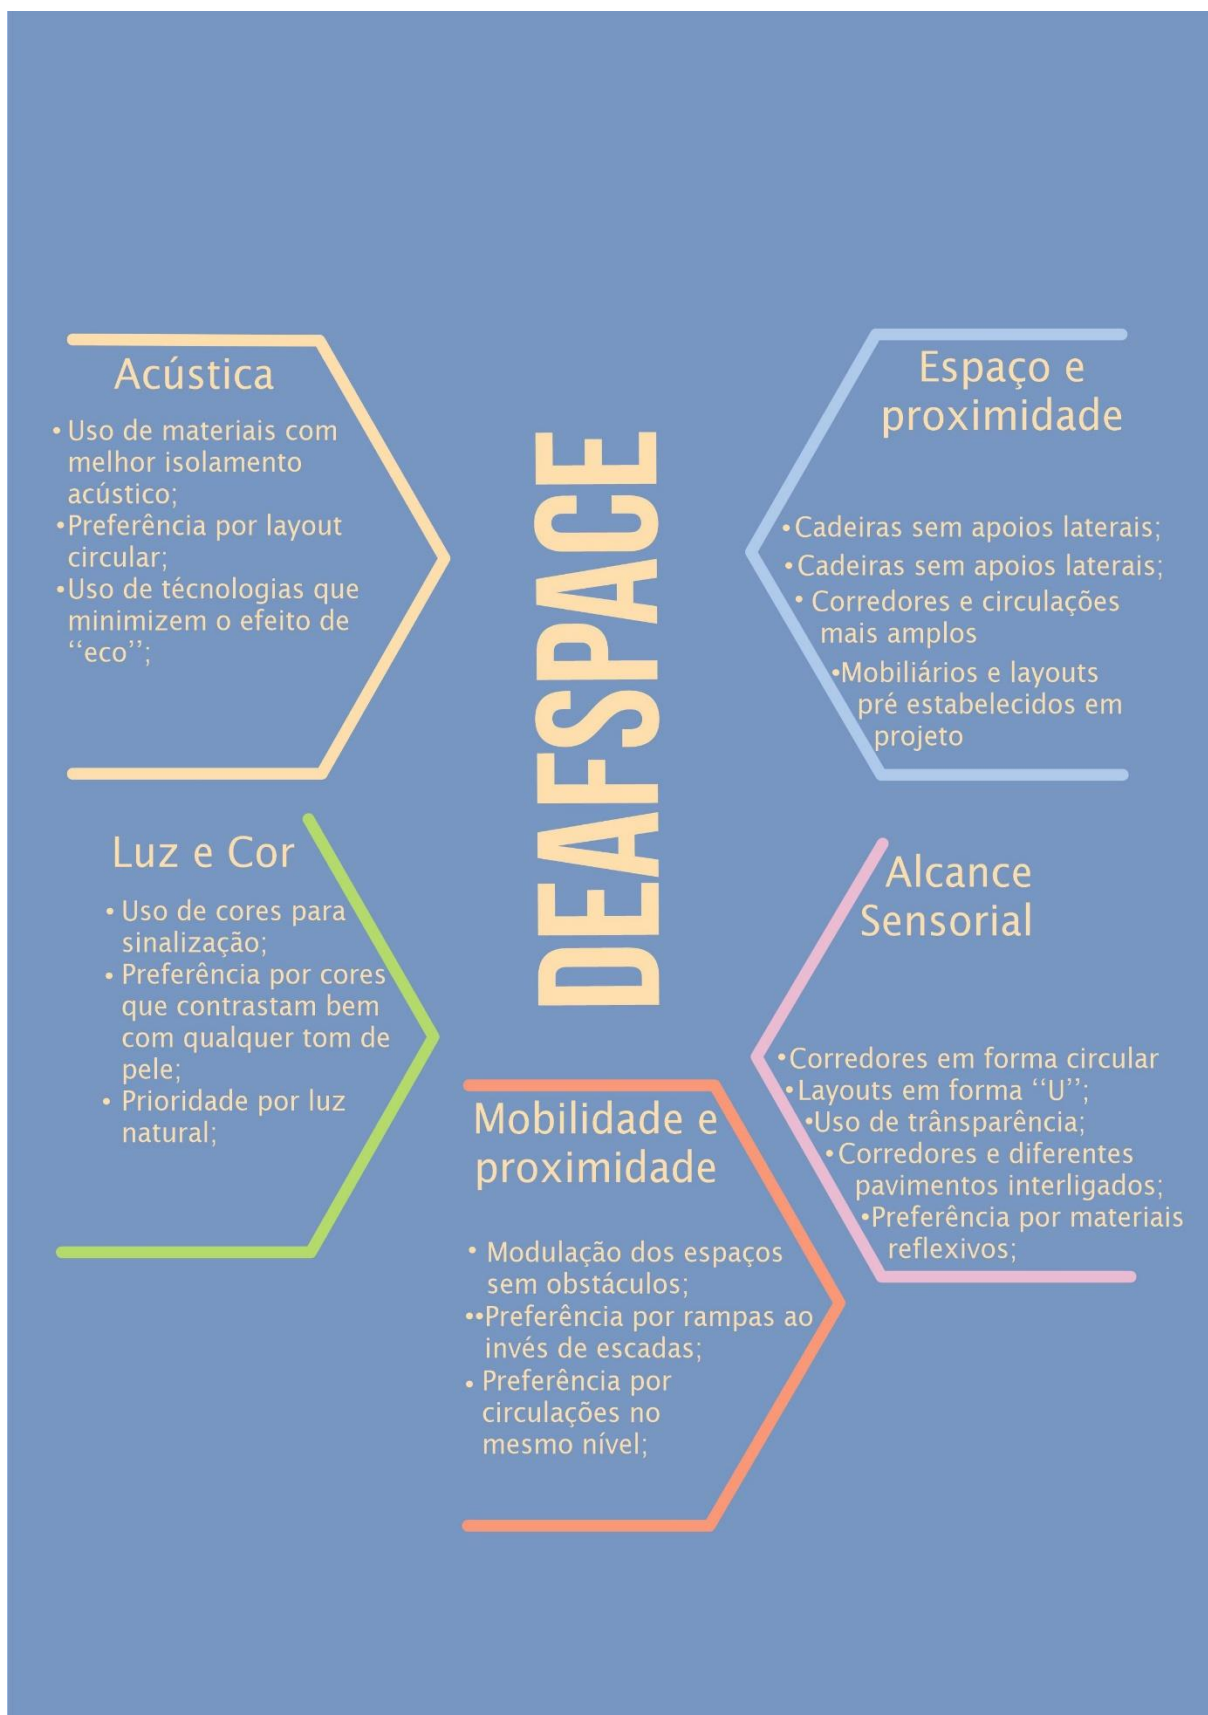 Acústica
• Uso de materiais com
melhor isolamento
acústico;
•Preferência por layout
circular;
•Uso de técnologias que
minimizem o efeito de
‘‘eco’’;
Luz e Cor
• Uso de cores para
sinalização;
• Preferência por cores
que contrastam bem
com qualquer tom de
pele;
• Prioridade por luz
natural;
DEAFSPACE
Mobilidade e
proximidade
• Modulação dos espaços
sem obstáculos;
••Preferência por rampas ao
invés de escadas;
• Preferência por
circulações no
mesmo nível;
Espaço e
proximidade
•Cadeiras sem apoios laterais;
• Cadeiras sem apoios laterais;
• Corredores e circulações
mais amplos
•Mobiliários e layouts
pré estabelecidos em
projeto
Alcance
Sensorial
•Corredores em forma circular
•Layouts em forma ‘‘U’’;
•Uso de trânsparência;
•Corredores e diferentes
pavimentos interligados;
•Preferência por materiais
reflexivos;